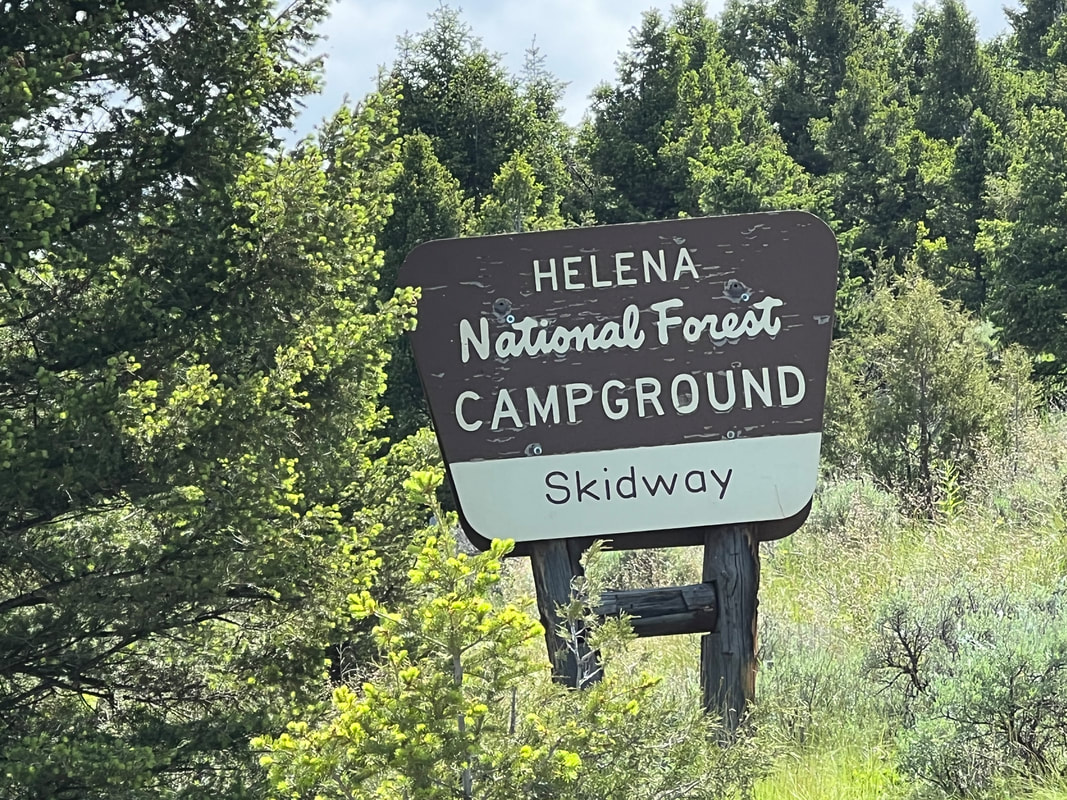 HELENA
National Forest
CAMPGROUND
Skidway